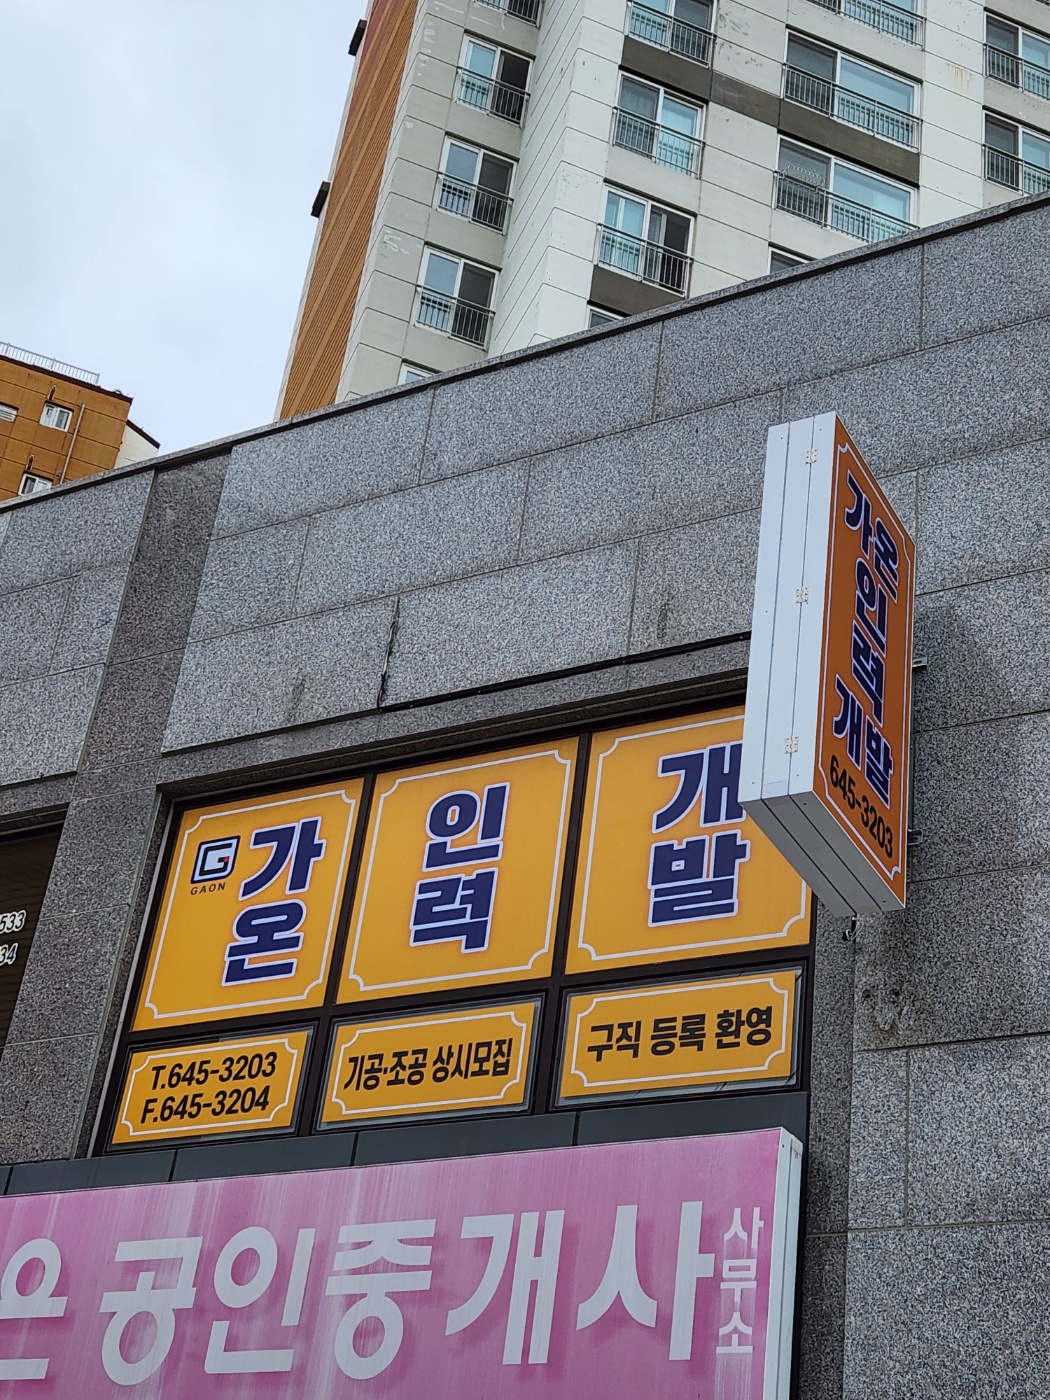 가온
인력
개발
GAON
T.645-3203
F.645-3204
기공·조공 상시모집
구직 등록 환영
가온인력개발
645-3203
공인중개사
사무소